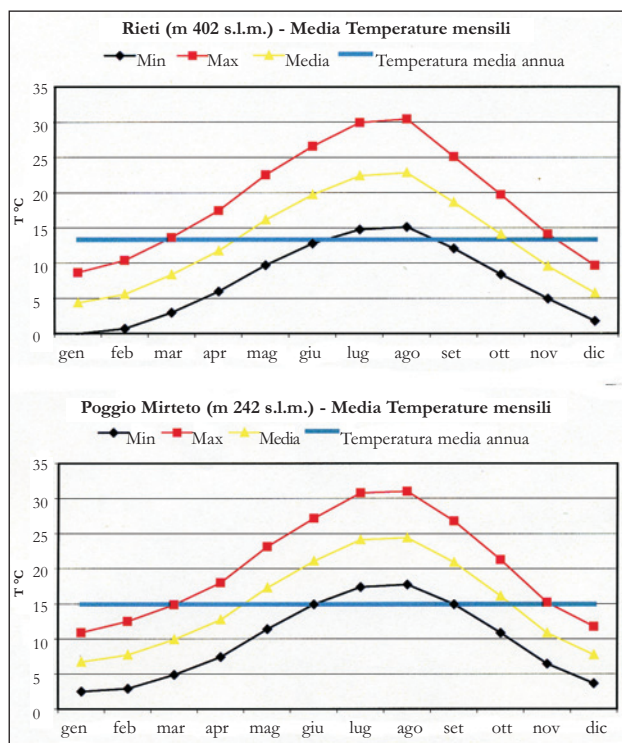 Rieti (m 402 s.l.m.) - Media Temperature mensili
Min Max Media Temperatura media annua
35
30
25
20
15
10
5
0
T °C
gen feb mar apr mag giu lug ago set ott nov dic
Poggio Mirteto (m 242 s.l.m.) - Media Temperature mensili
Min Max Media Temperatura media annua
35
30
25
20
15
10
5
0
T °C
gen feb mar apr mag giu lug ago set ott nov dic